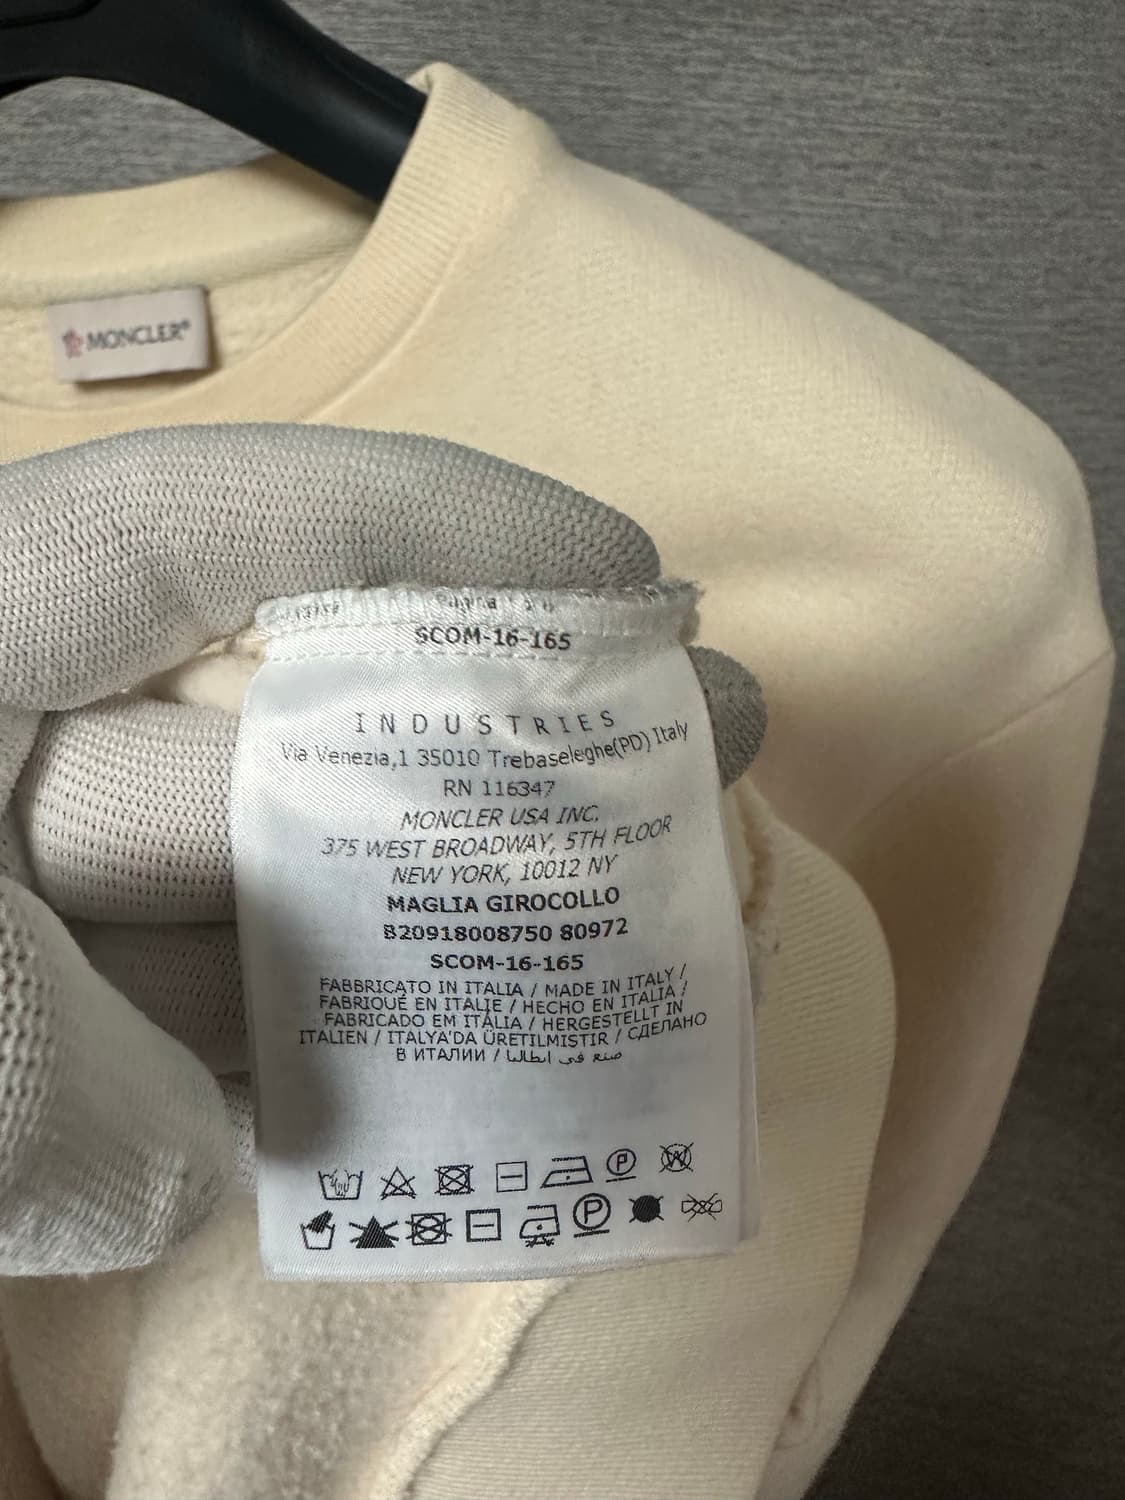 MONCLER®
SCOM-16-165
INDUSTRIES
Via Venezia,1 35010 Trebaseleghe(PD) Italy
RN 116347
MONCLER USA INC.
375 WEST BROADWAY, 5TH FLOOR
NEW YORK, 10012 NY
MAGLIA GIROCOLLO
B20918008750 80972
SCOM-16-165
FABBRICATO IN ITALIA / MADE IN ITALY /
FABRIQUÉ EN ITALIE / HECHO EN ITALIA /
FABRICADO EM ITÁLIA / HERGESTELLT IN
ITALIEN / ITALYA'DA ÜRETILMISTIR / СДЕЛАНО
В ИТАЛИИ / صنع في ايطاليا
P W
P